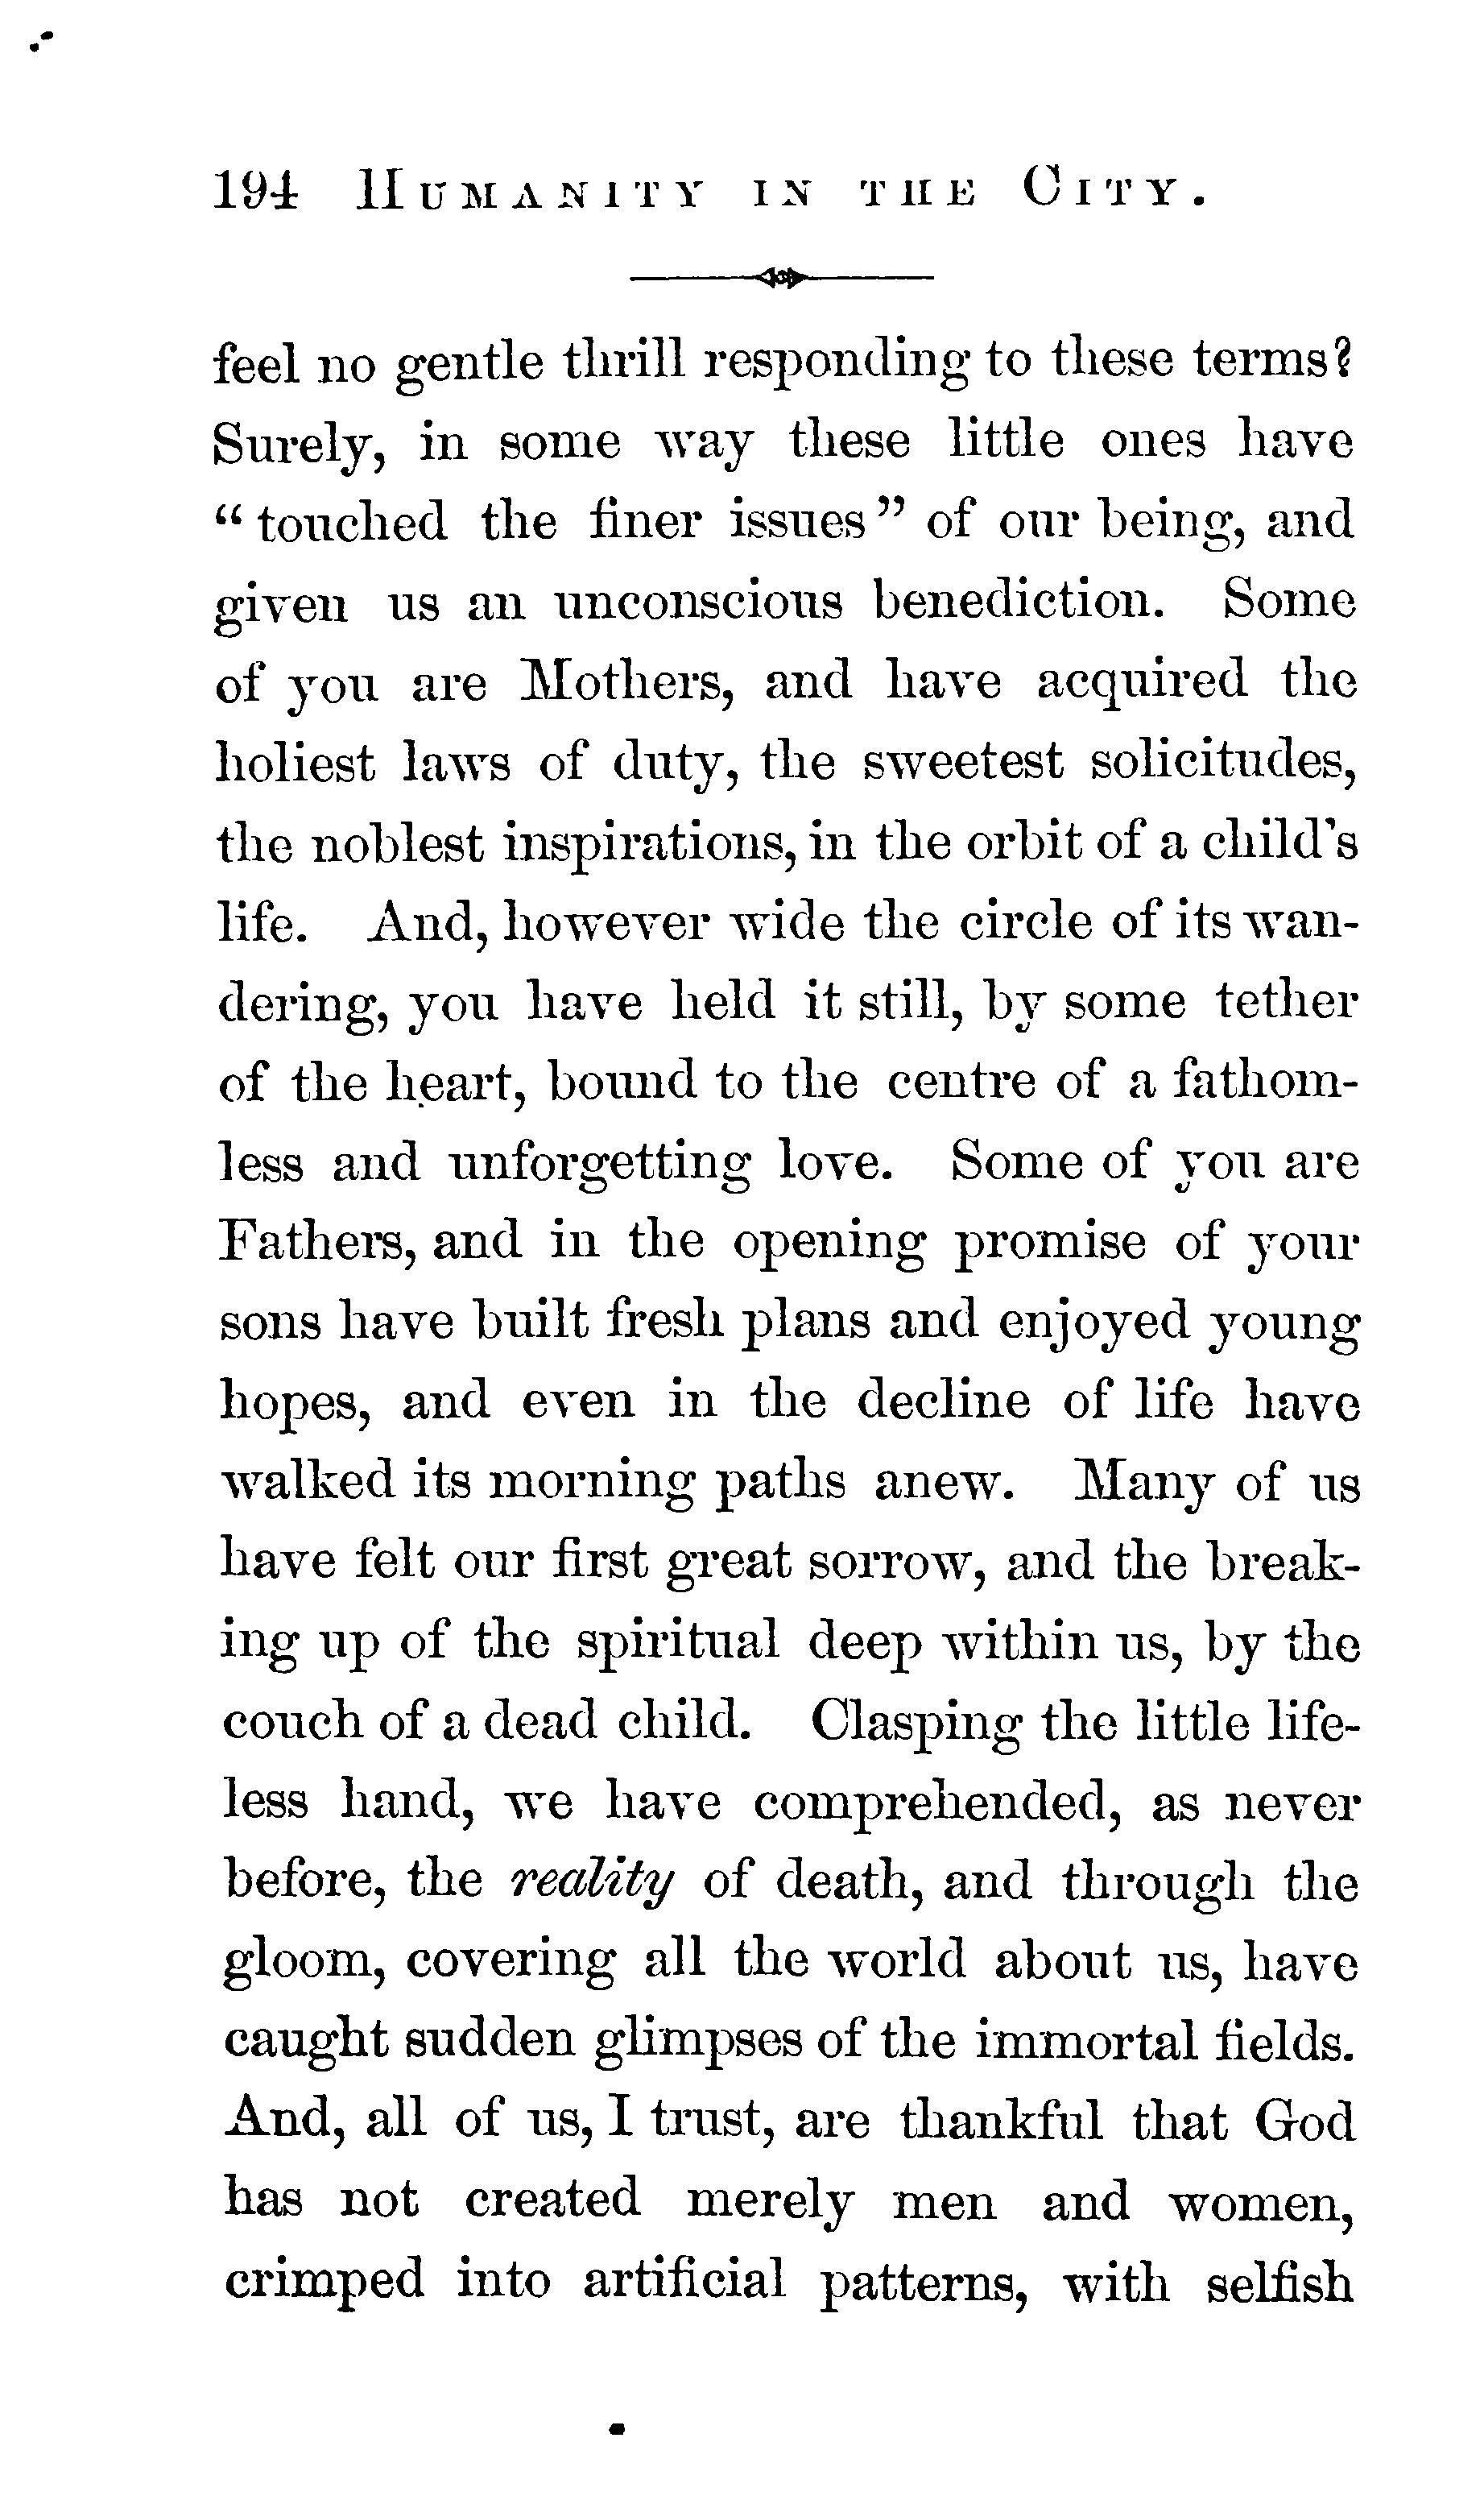 194 HUMANITY IN THE CITY.
feel no gentle thrill responding to these terms?
Surely, in some way these little ones have
" touched the finer issues " of our being, and
given us an unconscious benediction. Some
of you are Mothers, and have acquired the
holiest laws of duty, the sweetest solicitudes,
the noblest inspirations, in the orbit of a child's
life. And, however wide the circle of its wan-
dering, you have held it still, by some tether
of the heart, bound to the centre of a fathom-
less and unforgetting love. Some of you are
Fathers, and in the opening promise of your
sons have built fresh plans and enjoyed young
hopes, and even in the decline of life have
walked its morning paths anew. Many of us
have felt our first great sorrow, and the break-
ing up of the spiritual deep within us, by the
couch of a dead child. Clasping the little life-
less hand, we have comprehended, as never
before, the reality of death, and through the
gloom, covering all the world about us, have
caught sudden glimpses of the immortal fields.
And, all of us, I trust, are thankful that God
has not created merely men and women,
crimped into artificial patterns, with selfish